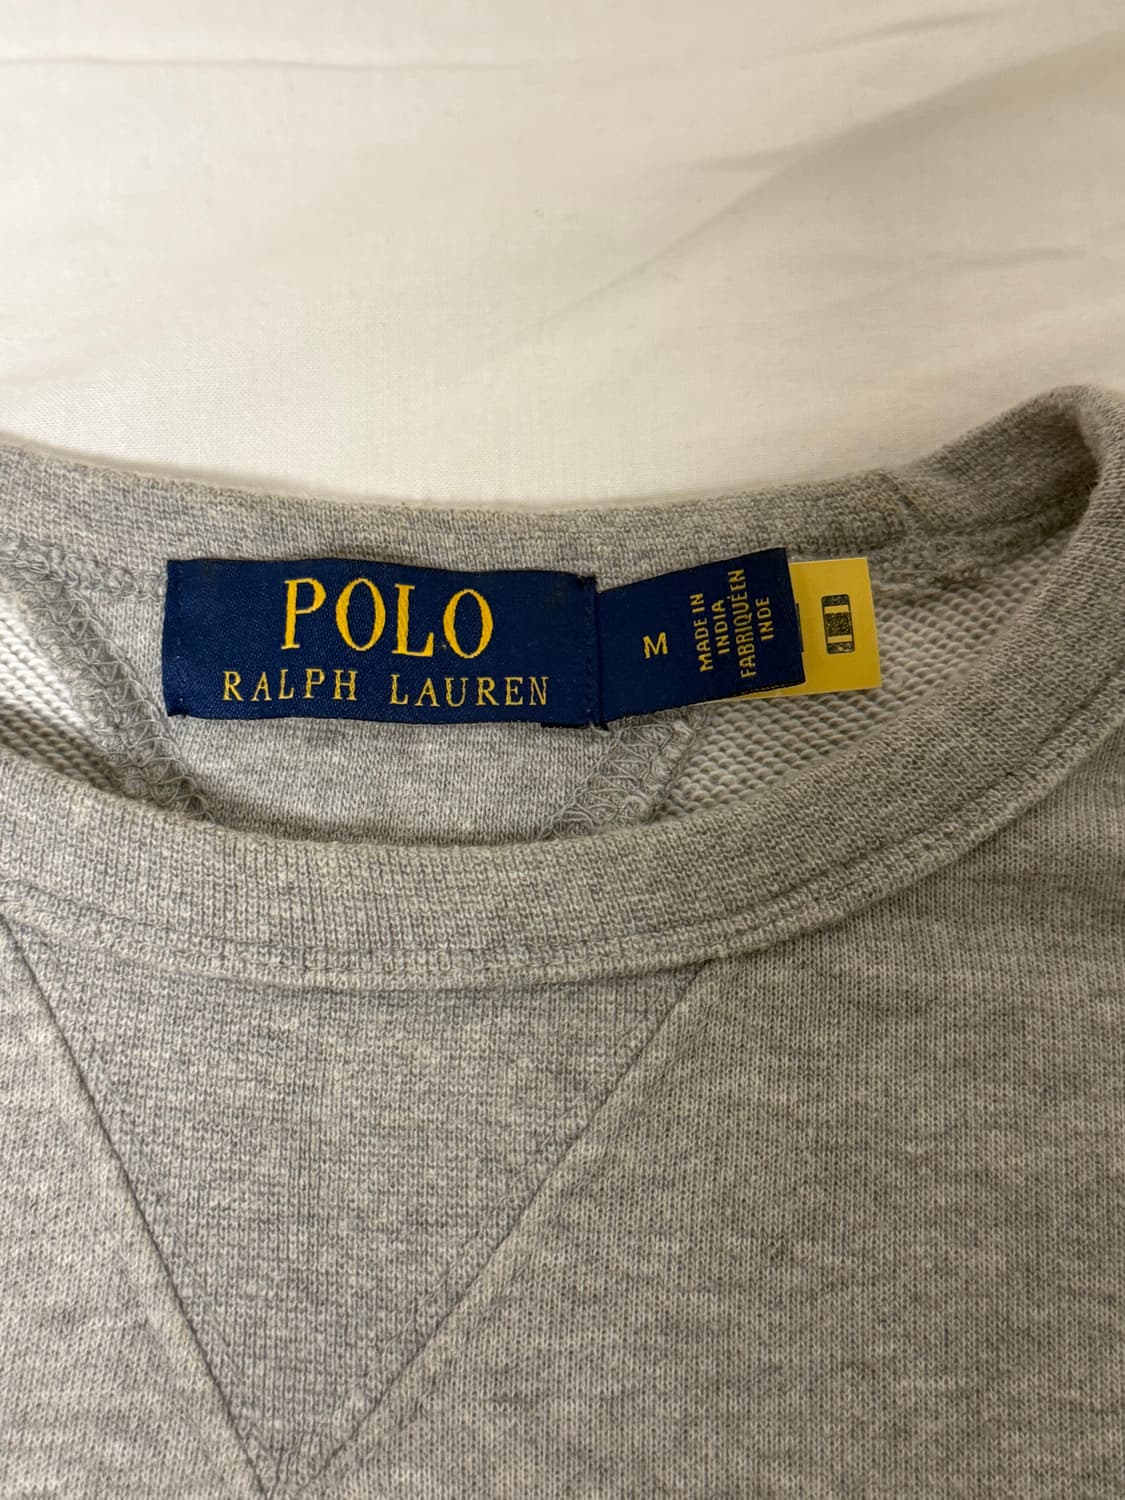 POLO
RALPH LAUREN
M
MADE IN
INDIA
FABRIQUÉ EN
INDE